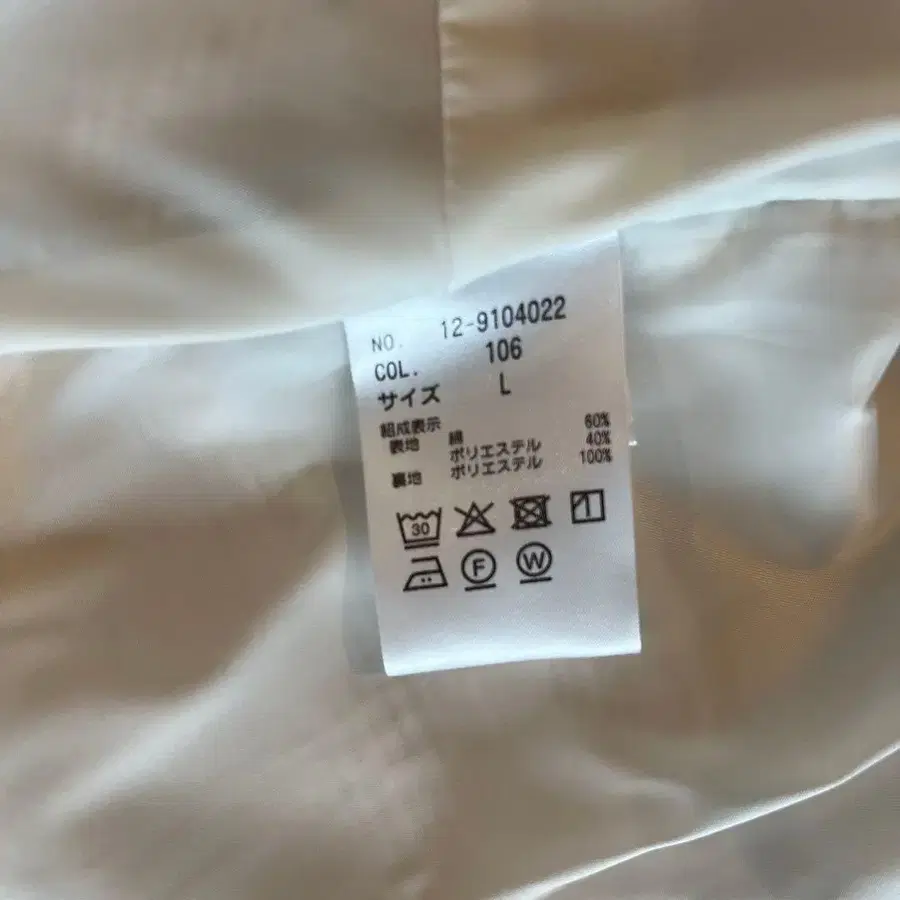 NO. 12-9104022
COL. 106
サイズ L
組成表示
表地 綿 60%
ポリエステル 40%
裏地 ポリエステル 100%
30
F W